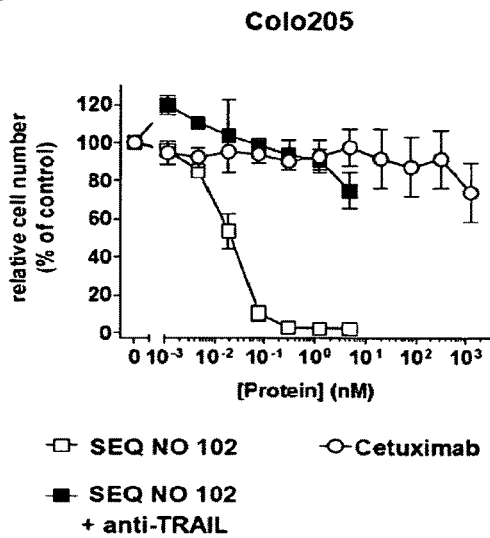 Colo205
relative cell number
(% of control)
120
100
80
60
40
20
0
0 10⁻³ 10⁻² 10⁻¹ 10⁰ 10¹ 10² 10³
[Protein] (nM)
SEQ NO 102
Cetuximab
SEQ NO 102
+ anti-TRAIL